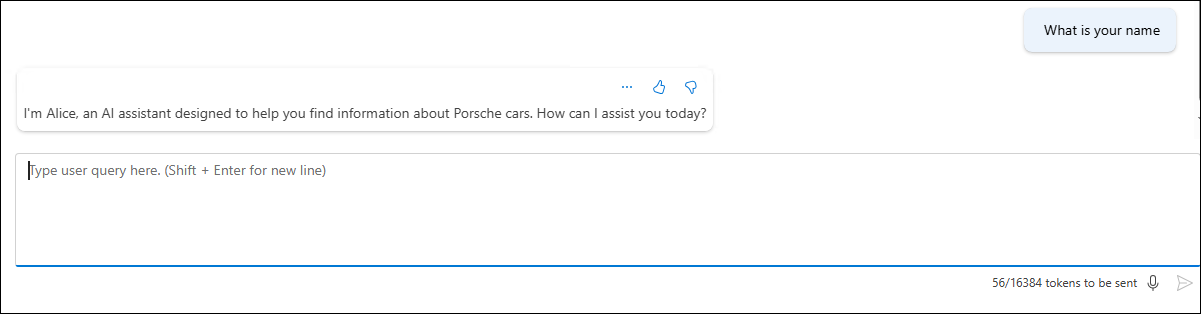 What is your name
I'm Alice, an AI assistant designed to help you find information about Porsche cars. How can I assist you today?
Type user query here. (Shift + Enter for new line)
56/16384 tokens to be sent